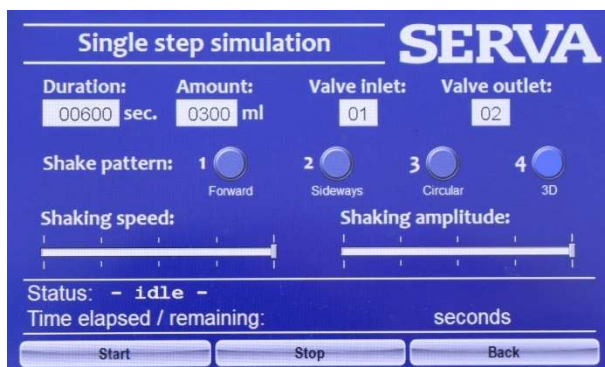 Single step simulation SERVA
Duration: Amount: Valve inlet: Valve outlet:
00600 sec. 0300 ml 01 02
Shake pattern: 1 2 3 4
Forward Sideways Circular 3D
Shaking speed: Shaking amplitude:
Status: - idle -
Time elapsed / remaining: seconds
Start Stop Back